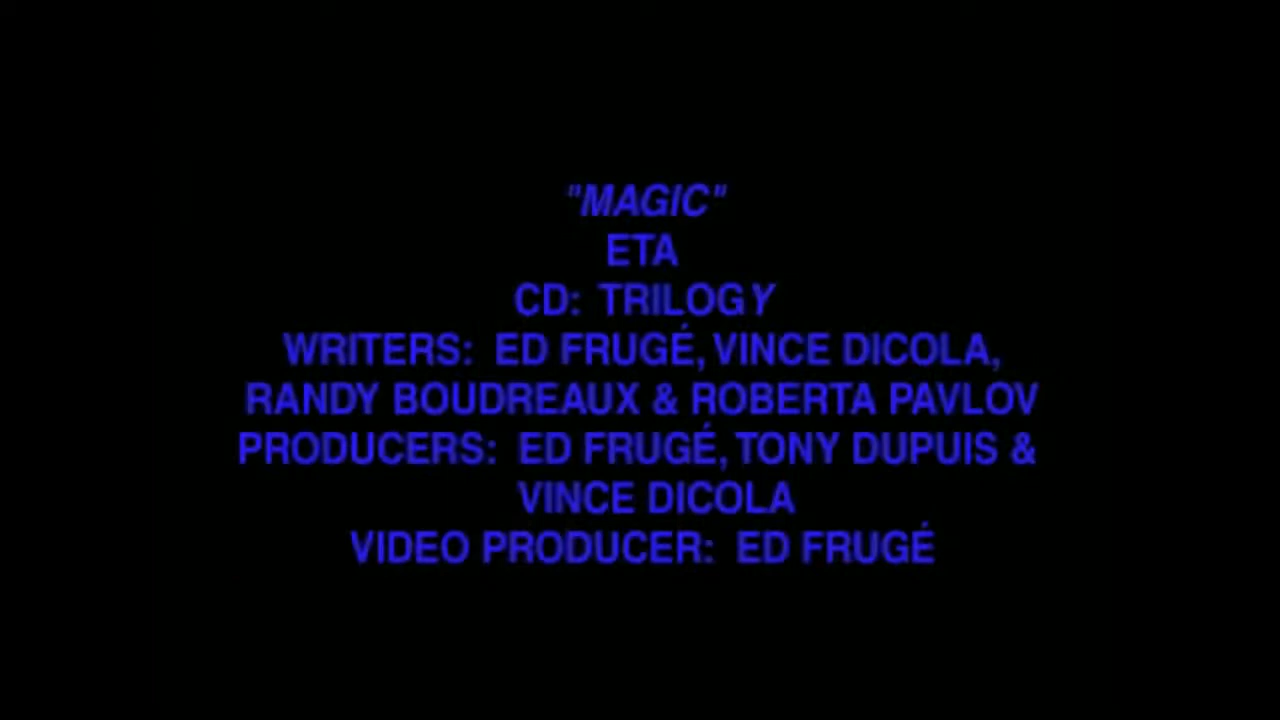 "MAGIC"
ETA
CD: TRILOGY
WRITERS: ED FRUGÉ, VINCE DICOLA,
RANDY BOUDREAUX & ROBERTA PAVLOV
PRODUCERS: ED FRUGÉ, TONY DUPUIS &
VINCE DICOLA
VIDEO PRODUCER: ED FRUGÉ